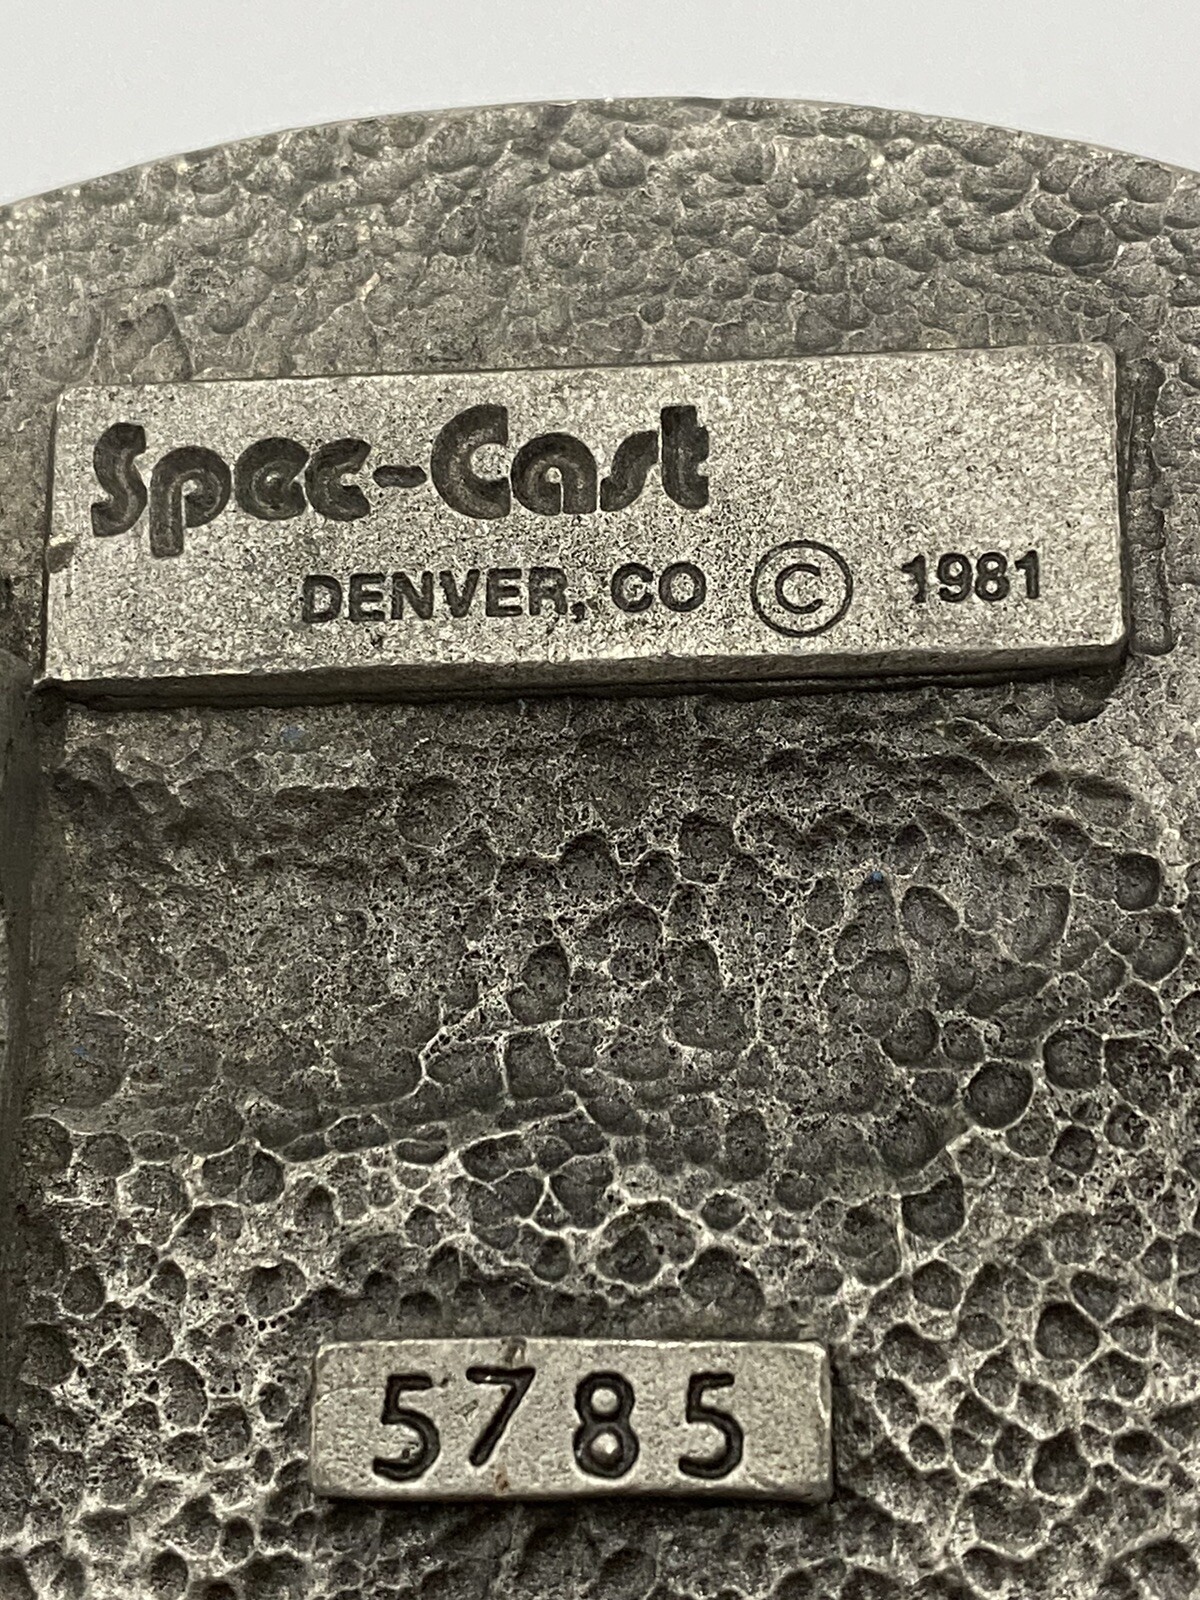 Spec-Cast
DENVER, CO © 1981
5785